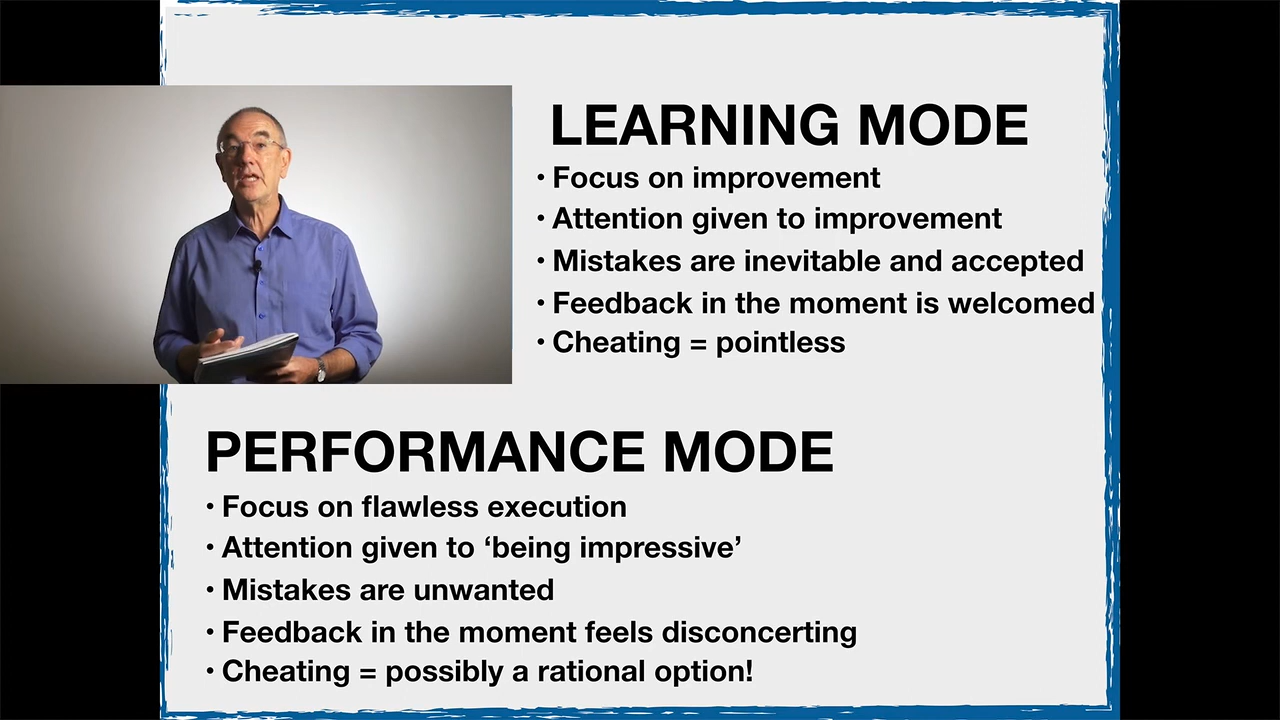 LEARNING MODE
• Focus on improvement
• Attention given to improvement
• Mistakes are inevitable and accepted
• Feedback in the moment is welcomed
• Cheating = pointless
PERFORMANCE MODE
• Focus on flawless execution
• Attention given to ‘being impressive’
• Mistakes are unwanted
• Feedback in the moment feels disconcerting
• Cheating = possibly a rational option!